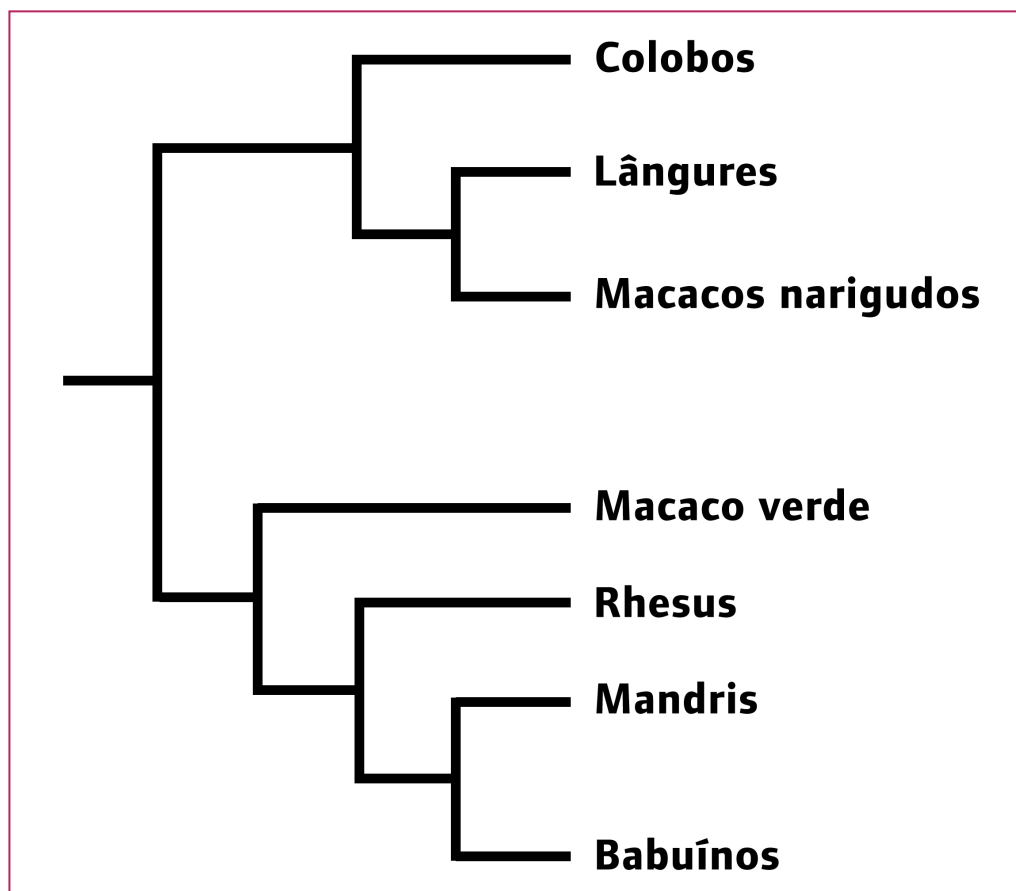 Colobos
Lângures
Macacos narigudos
Macaco verde
Rhesus
Mandris
Babuínos